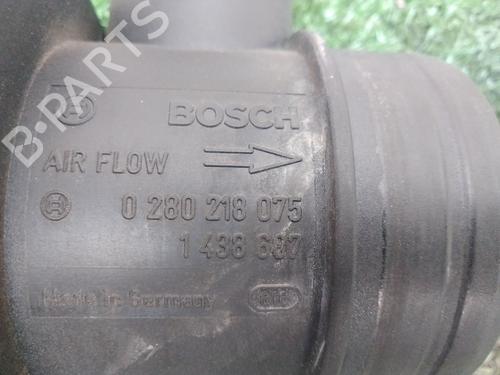 BOSCH
AIR FLOW
0 280 218 075
1 438 687
Made in Germany
B-PARTS